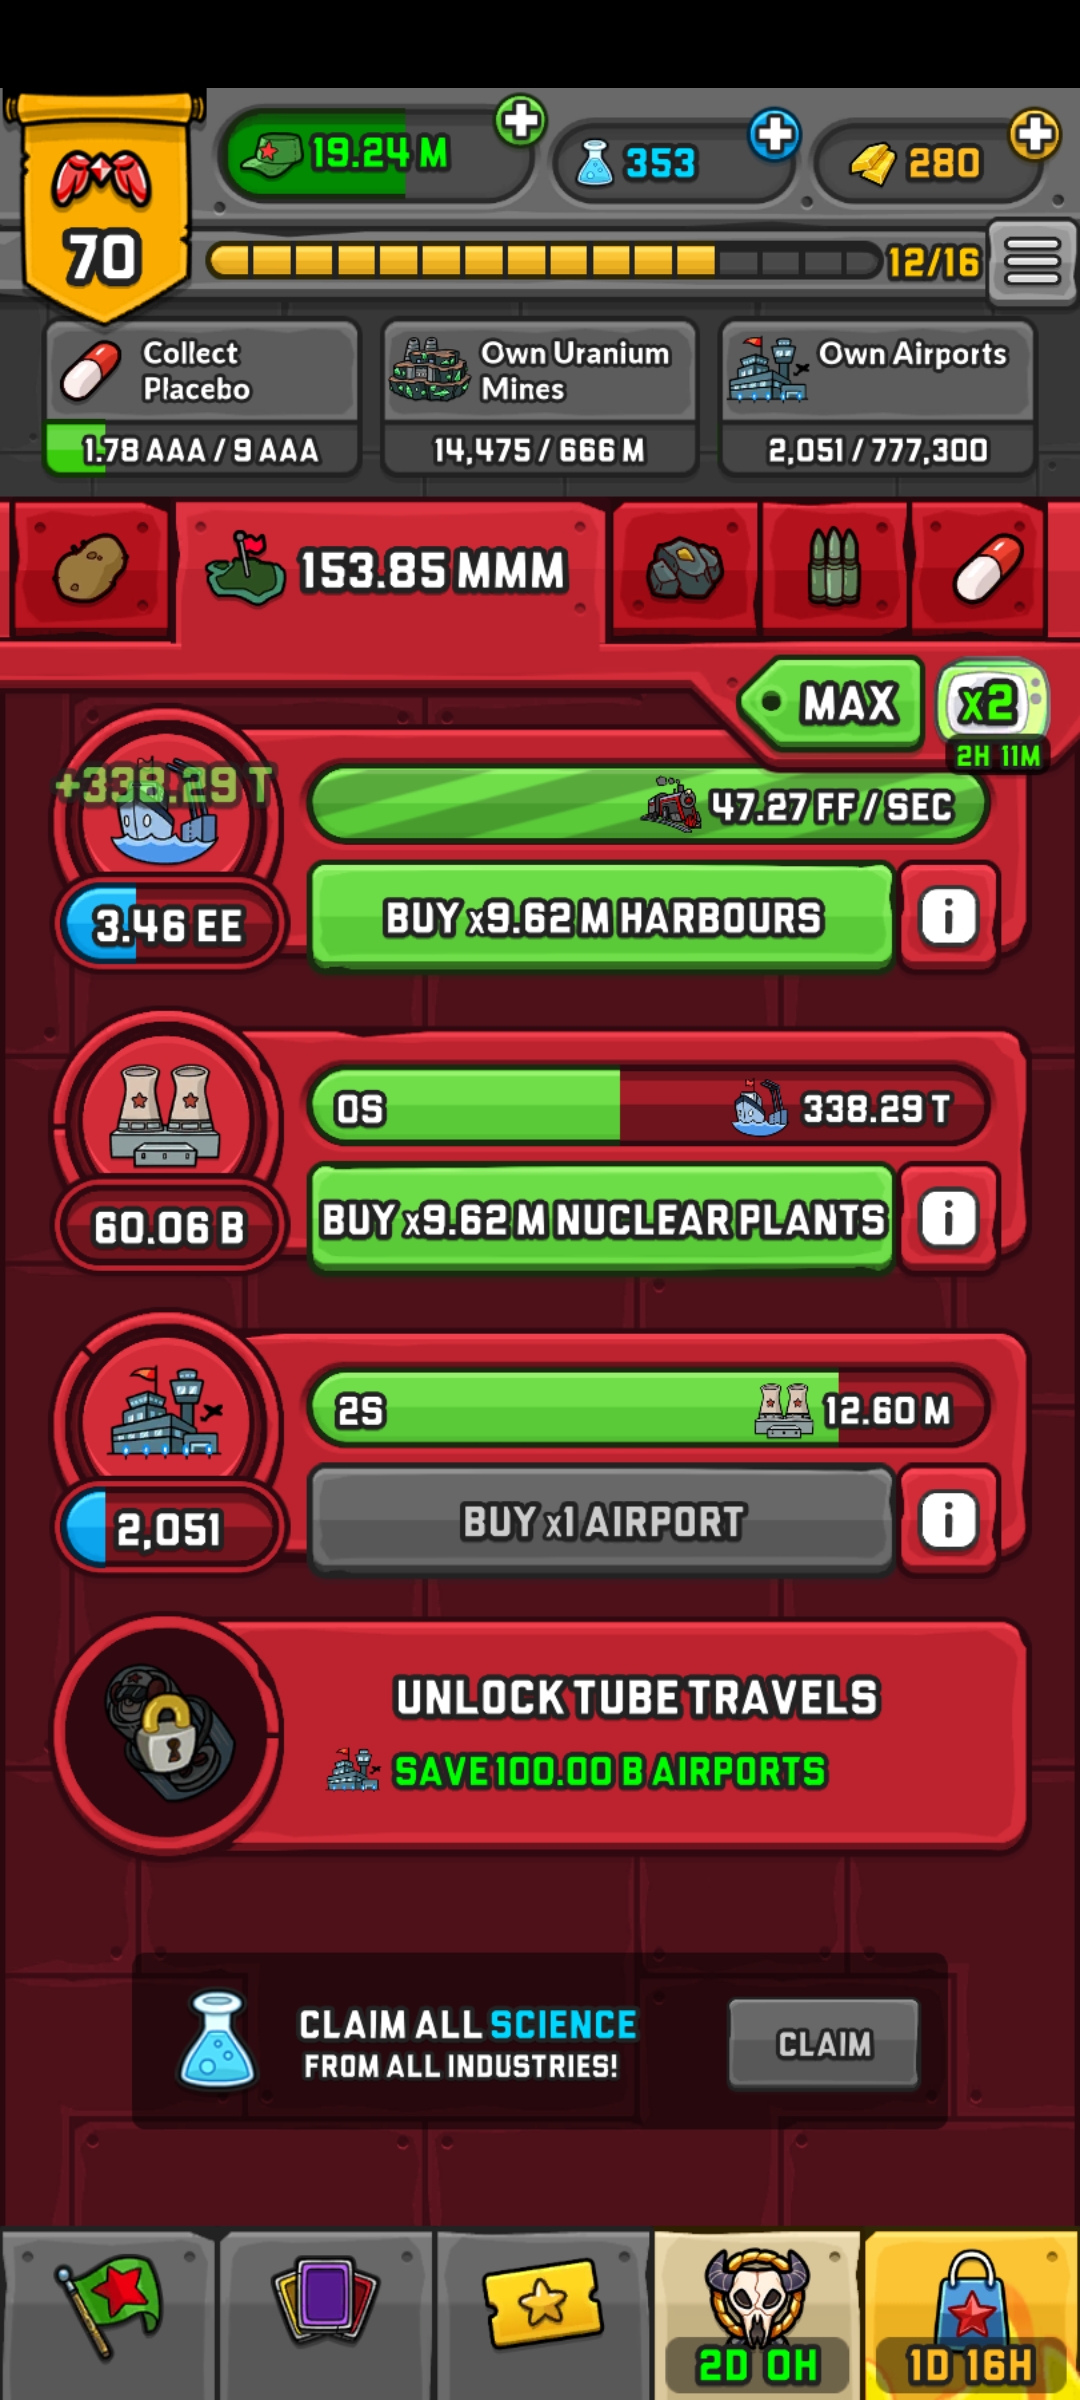 19.24 M
353
280
70
12/16
Collect
Placebo
1.78 AAA / 9 AAA
Own Uranium
Mines
14,475 / 666 M
Own Airports
2,051 / 777,300
153.85 MMM
MAX
x2
2H 11M
+338.29 T
47.27 FF / SEC
3.46 EE
BUY x9.62 M HARBOURS
i
0S
338.29 T
60.06 B
BUY x9.62 M NUCLEAR PLANTS
i
2S
12.60 M
2,051
BUY x1 AIRPORT
i
UNLOCK TUBE TRAVELS
SAVE 100.00 B AIRPORTS
CLAIM ALL SCIENCE
FROM ALL INDUSTRIES!
CLAIM
2D 0H
1D 16H